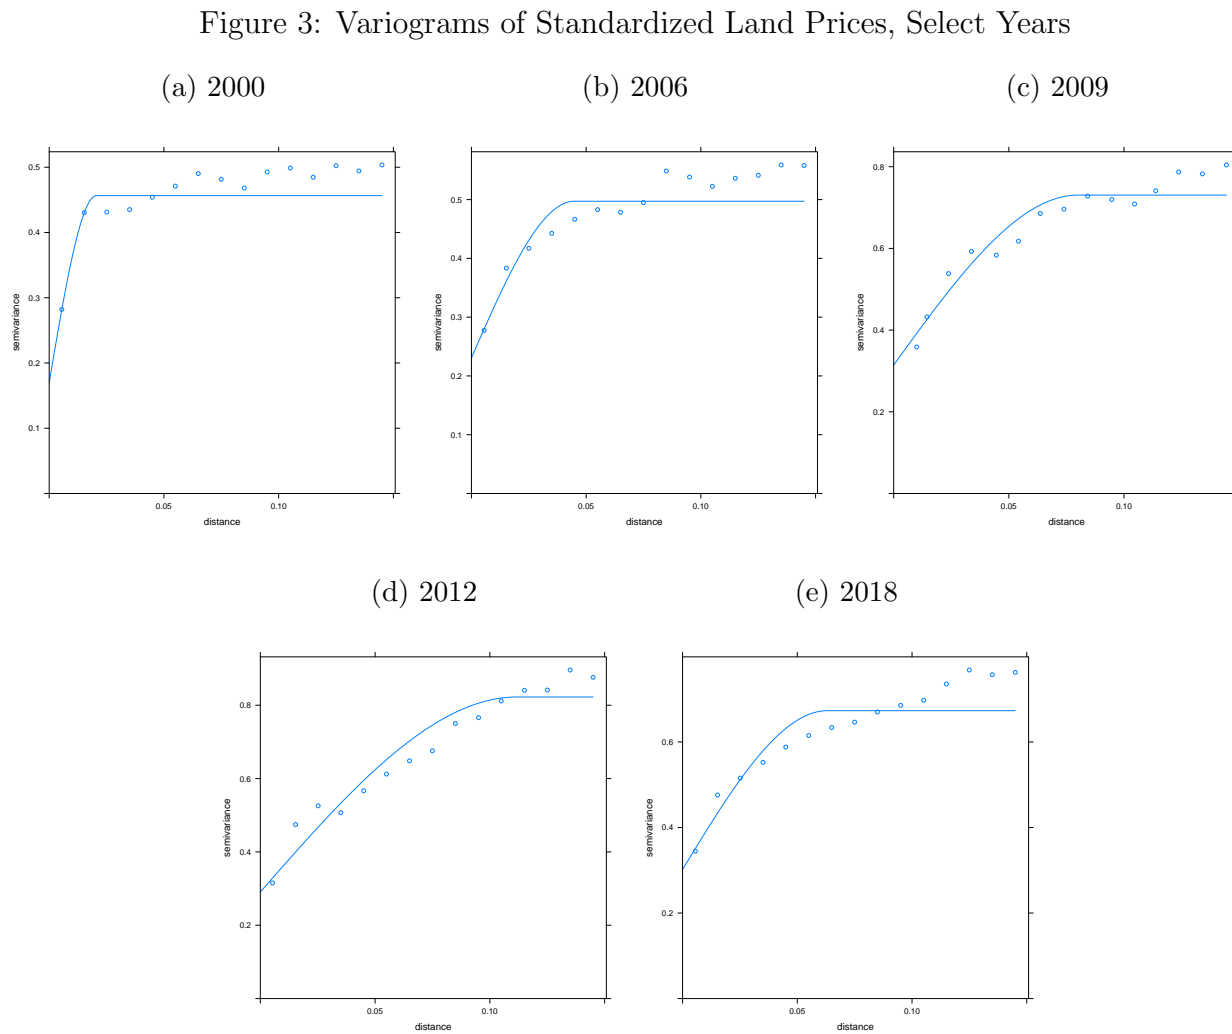 Figure 3: Variograms of Standardized Land Prices, Select Years
(a) 2000
(b) 2006
(c) 2009
0.5
0.4
0.3
0.2
0.1
semivariance
0.05
0.10
distance
0.5
0.4
0.3
0.2
0.1
semivariance
0.05
0.10
distance
0.8
0.6
0.4
0.2
semivariance
0.05
0.10
distance
(d) 2012
(e) 2018
0.8
0.6
0.4
0.2
semivariance
0.05
0.10
distance
0.6
0.4
0.2
semivariance
0.05
0.10
distance